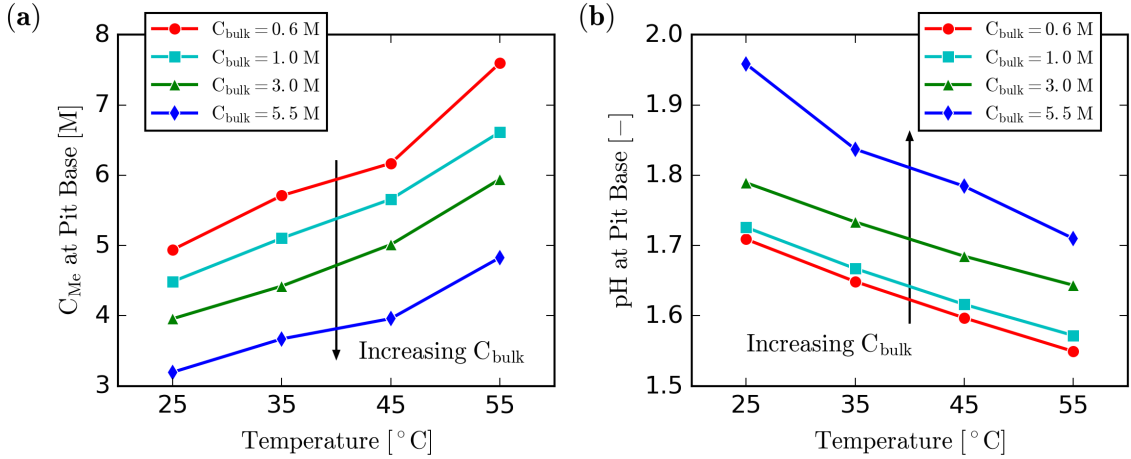 (a)
C_bulk = 0.6 M
C_bulk = 1.0 M
C_bulk = 3.0 M
C_bulk = 5.5 M
8
7
6
5
4
3
C_Me at Pit Base [M]
Increasing C_bulk
25 35 45 55
Temperature [°C]
(b)
C_bulk = 0.6 M
C_bulk = 1.0 M
C_bulk = 3.0 M
C_bulk = 5.5 M
2.0
1.9
1.8
1.7
1.6
1.5
pH at Pit Base [−]
Increasing C_bulk
25 35 45 55
Temperature [°C]